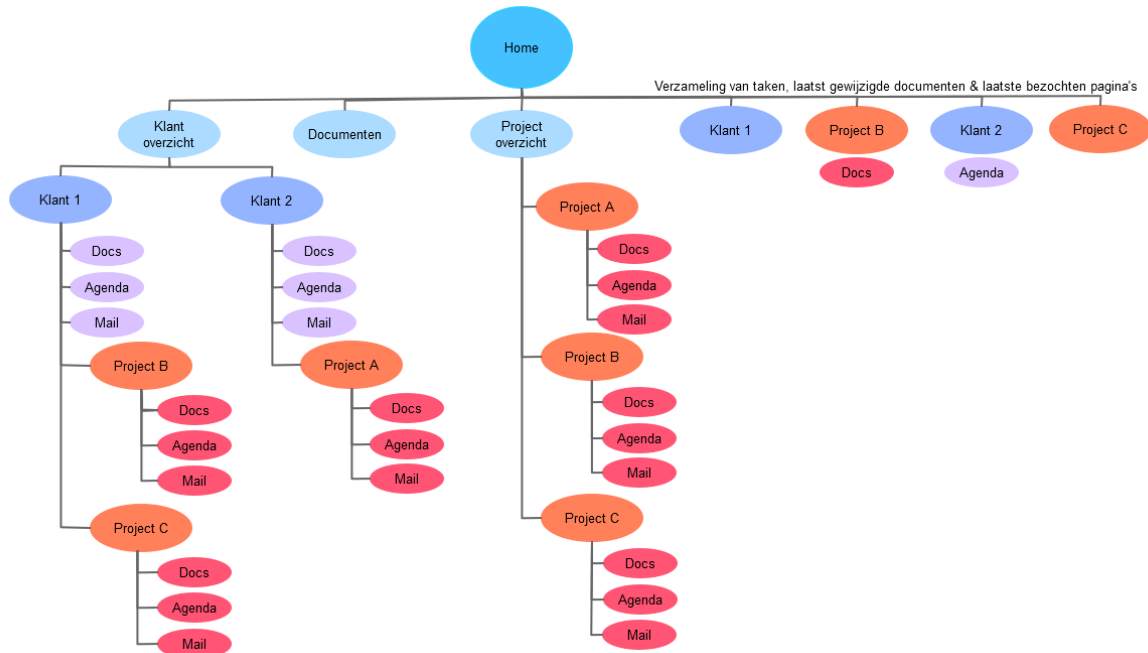 Home
Verzameling van taken, laatst gewijzigde documenten & laatste bezochten pagina's
Klant
overzicht
Documenten
Project
overzicht
Klant 1
Project B
Klant 2
Project C
Docs
Agenda
Klant 1
Docs
Agenda
Mail
Project B
Docs
Agenda
Mail
Project C
Docs
Agenda
Mail
Klant 2
Docs
Agenda
Mail
Project A
Docs
Agenda
Mail
Project A
Docs
Agenda
Mail
Project B
Docs
Agenda
Mail
Project C
Docs
Agenda
Mail